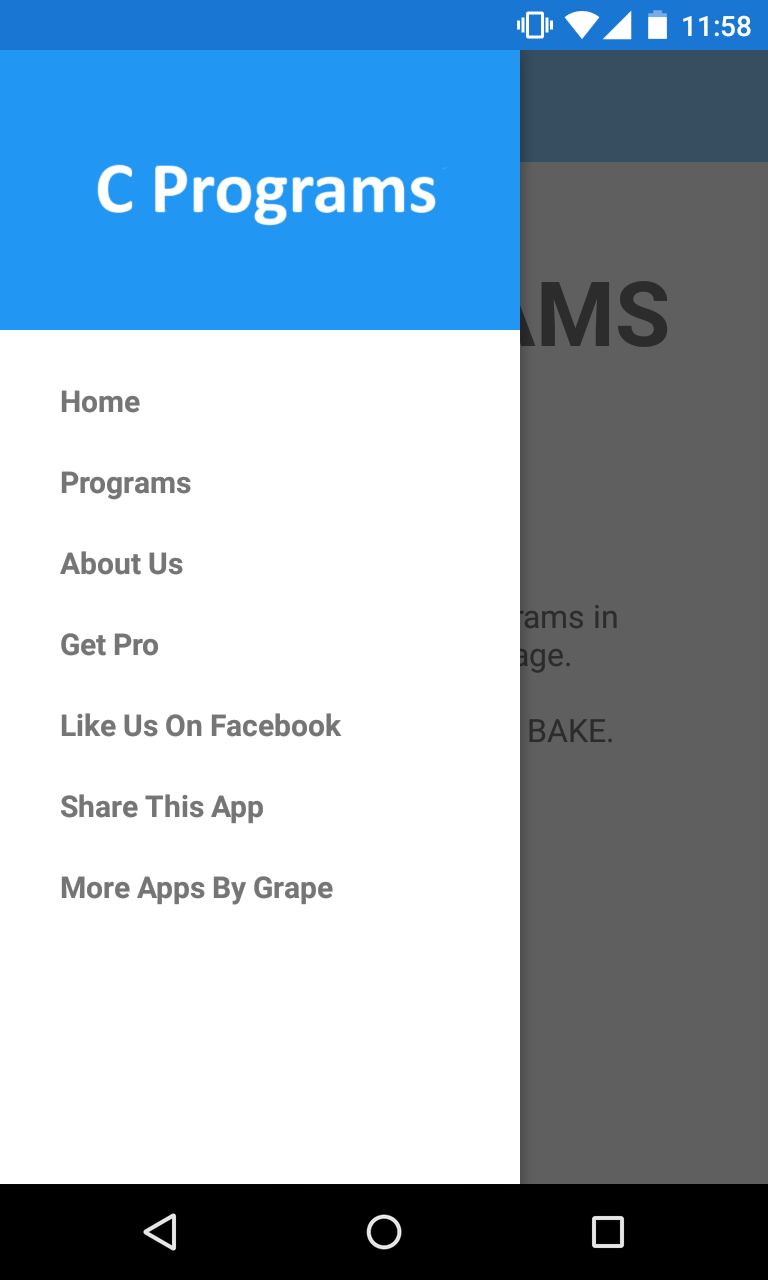 11:58
C Programs
Home
Programs
About Us
Get Pro
Like Us On Facebook
Share This App
More Apps By Grape
AMS
rams in
age.
BAKE.